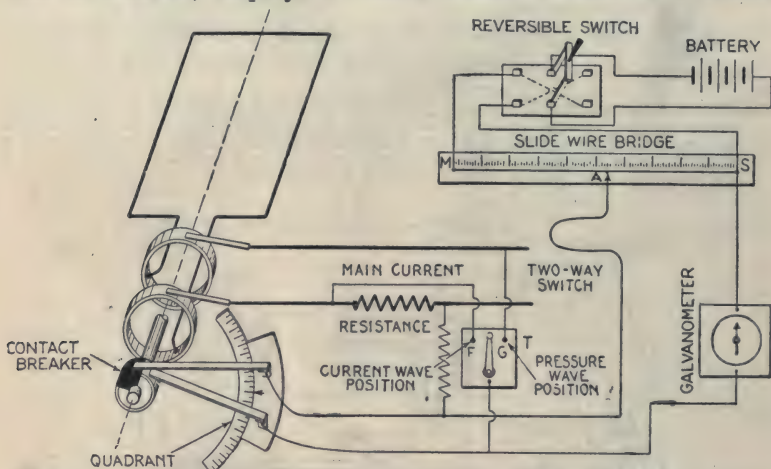 REVERSIBLE SWITCH
BATTERY
SLIDE WIRE BRIDGE
M
S
A
MAIN CURRENT
TWO-WAY
SWITCH
RESISTANCE
T
F
G
CURRENT WAVE
POSITION
PRESSURE
WAVE
POSITION
GALVANOMETER
CONTACT
BREAKER
QUADRANT